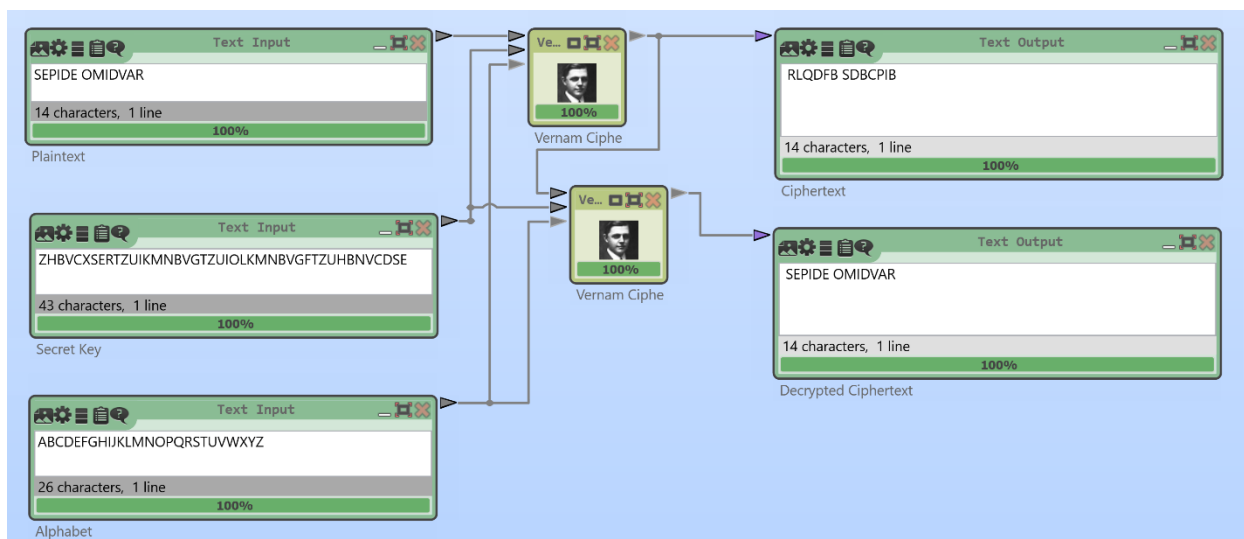 Text Input
SEPIDE OMIDVAR
14 characters, 1 line
100%
Plaintext
Text Input
ZHBVCXSERTZUIKMNBVGTZUIOLKMNBVGFTZUHBNVCDSE
43 characters, 1 line
100%
Secret Key
Text Input
ABCDEFGHIJKLMNOPQRSTUVWXYZ
26 characters, 1 line
100%
Alphabet
Ve...
100%
Vernam Ciphe
Ve...
100%
Vernam Ciphe
Text Output
RLQDFB SDBCPIB
14 characters, 1 line
100%
Ciphertext
Text Output
SEPIDE OMIDVAR
14 characters, 1 line
100%
Decrypted Ciphertext